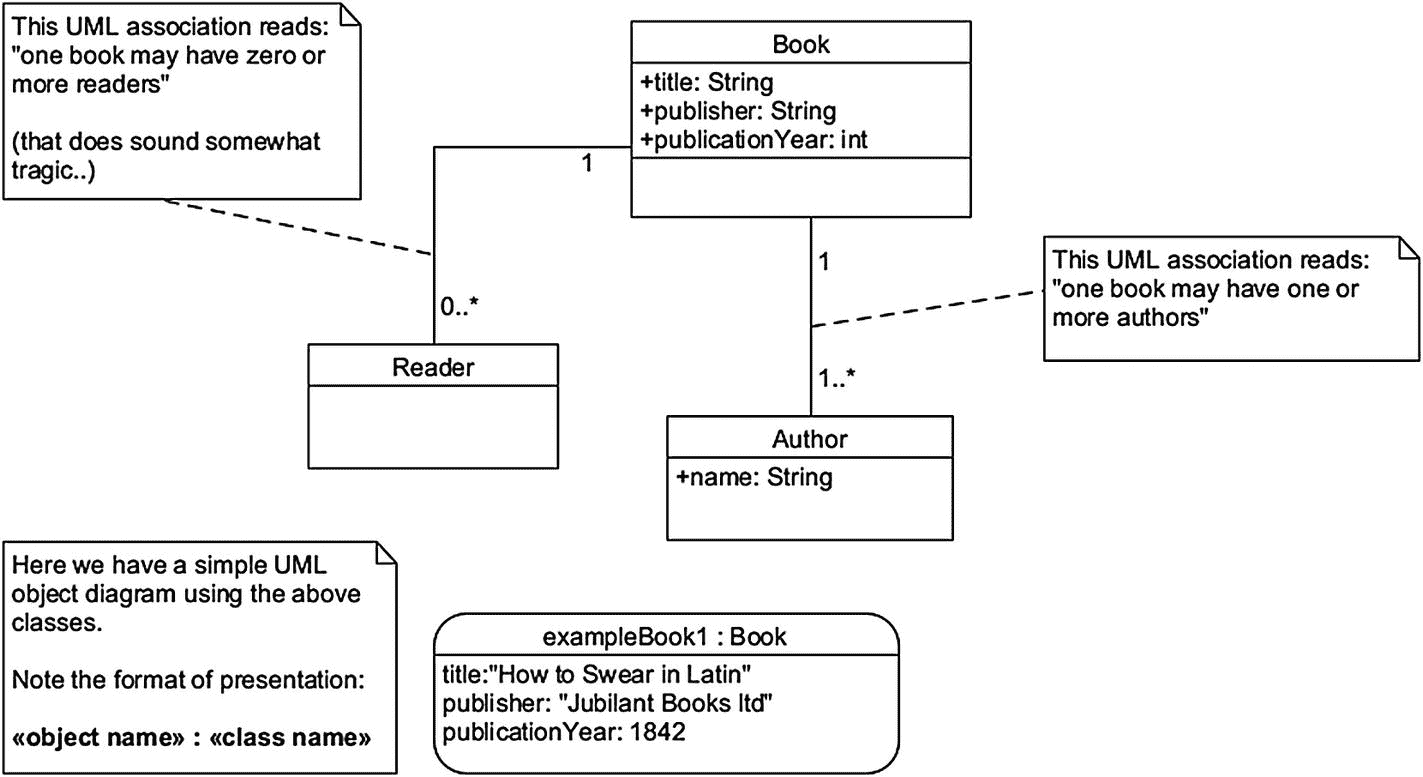 This UML association reads:
"one book may have zero or
more readers"
(that does sound somewhat
tragic..)
Book
+title: String
+publisher: String
+publicationYear: int
1
0..*
Reader
1
1..*
This UML association reads:
"one book may have one or
more authors"
Author
+name: String
Here we have a simple UML
object diagram using the above
classes.
Note the format of presentation:
«object name» : «class name»
exampleBook1 : Book
title:"How to Swear in Latin"
publisher: "Jubilant Books ltd"
publicationYear: 1842